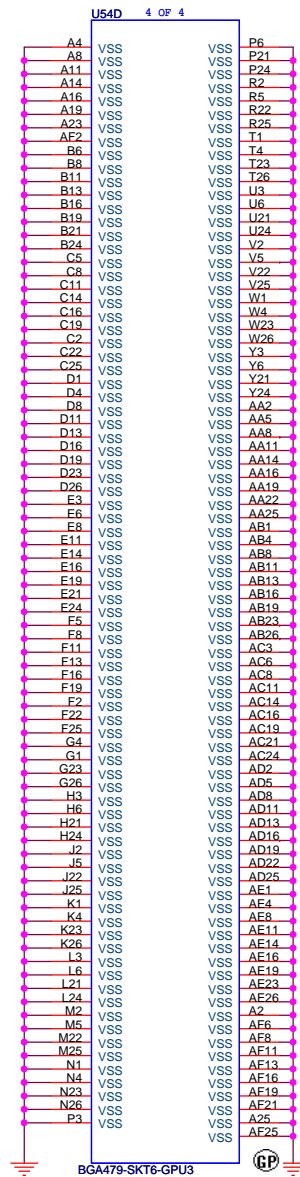 U54D 4 OF 4
A4 VSS VSS P6
A8 VSS VSS P21
A11 VSS VSS P24
A14 VSS VSS R2
A16 VSS VSS R5
A19 VSS VSS R22
A23 VSS VSS R25
AF2 VSS VSS T1
B6 VSS VSS T4
B8 VSS VSS T23
B11 VSS VSS T26
B13 VSS VSS U3
B16 VSS VSS U6
B19 VSS VSS U21
B21 VSS VSS U24
B24 VSS VSS V2
C5 VSS VSS V5
C8 VSS VSS V22
C11 VSS VSS V25
C14 VSS VSS W1
C16 VSS VSS W4
C19 VSS VSS W23
C2 VSS VSS W26
C22 VSS VSS Y3
C25 VSS VSS Y6
D1 VSS VSS Y21
D4 VSS VSS Y24
D8 VSS VSS AA2
D11 VSS VSS AA5
D13 VSS VSS AA8
D16 VSS VSS AA11
D19 VSS VSS AA14
D23 VSS VSS AA16
D26 VSS VSS AA19
E3 VSS VSS AA22
E6 VSS VSS AA25
E8 VSS VSS AB1
E11 VSS VSS AB4
E14 VSS VSS AB8
E16 VSS VSS AB11
E19 VSS VSS AB13
E21 VSS VSS AB16
E24 VSS VSS AB19
F5 VSS VSS AB23
F8 VSS VSS AB26
F11 VSS VSS AC3
F13 VSS VSS AC6
F16 VSS VSS AC8
F19 VSS VSS AC11
F2 VSS VSS AC14
F22 VSS VSS AC16
F25 VSS VSS AC19
G4 VSS VSS AC21
G1 VSS VSS AC24
G23 VSS VSS AD2
G26 VSS VSS AD5
H3 VSS VSS AD8
H6 VSS VSS AD11
H21 VSS VSS AD13
H24 VSS VSS AD16
J2 VSS VSS AD19
J5 VSS VSS AD22
J22 VSS VSS AD25
J25 VSS VSS AE1
K1 VSS VSS AE4
K4 VSS VSS AE8
K23 VSS VSS AE11
K26 VSS VSS AE14
L3 VSS VSS AE16
L6 VSS VSS AE19
L21 VSS VSS AE23
L24 VSS VSS AE26
M2 VSS VSS A2
M5 VSS VSS AF6
M22 VSS VSS AF8
M25 VSS VSS AF11
N1 VSS VSS AF13
N4 VSS VSS AF16
N23 VSS VSS AF19
N26 VSS VSS AF21
P3 VSS VSS A25
VSS AF25
GP
BGA479-SKT6-GPU3